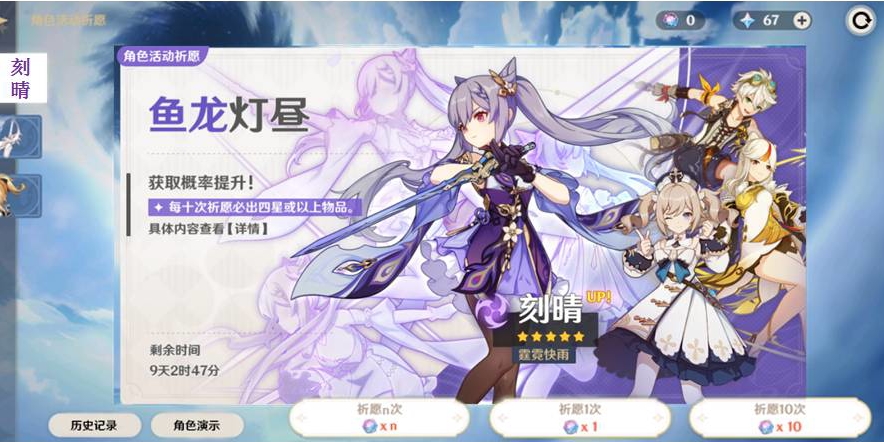 角色活动祈愿
0
67
刻
晴
角色活动祈愿
鱼龙灯昼
获取概率提升！
每十次祈愿必出四星或以上物品。
具体内容查看【详情】
刻晴 UP!
霆霓快雨
剩余时间
9天2时47分
历史记录
角色演示
祈愿n次
x n
祈愿1次
x 1
祈愿10次
x 10